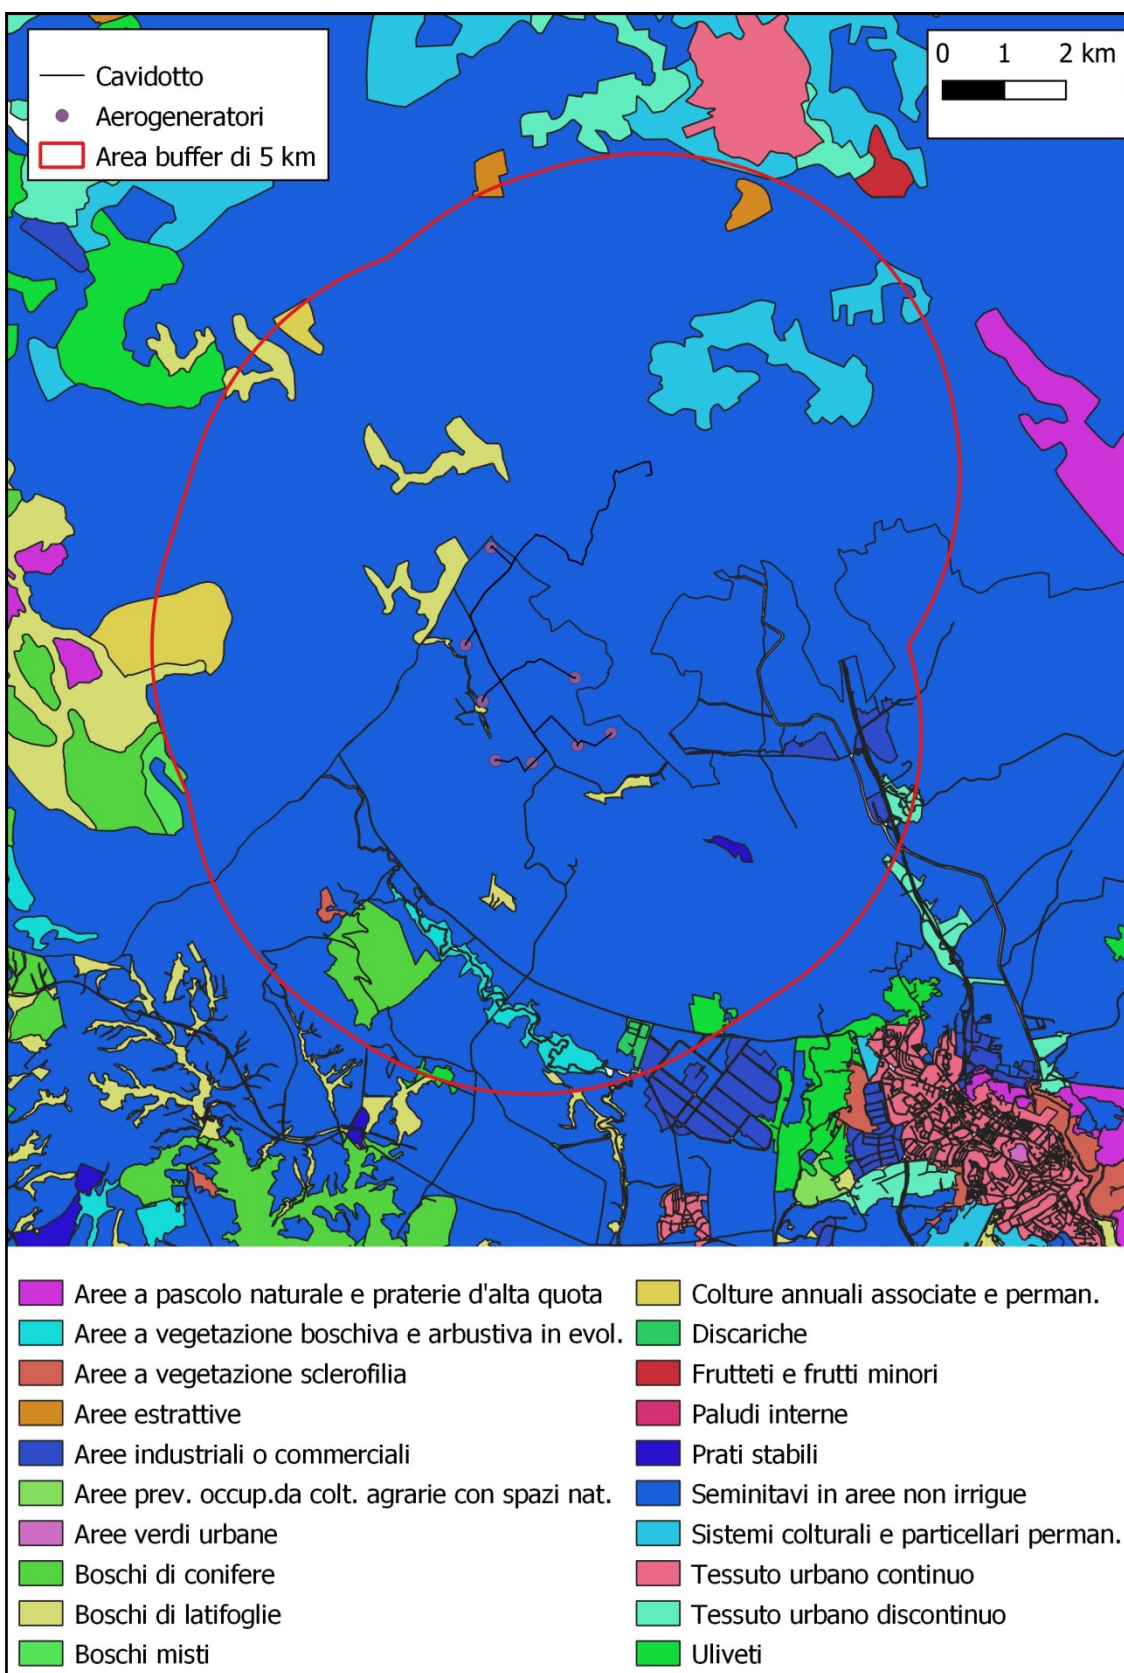 Cavidotto
Aerogeneratori
Area buffer di 5 km
0 1 2 km
Aree a pascolo naturale e praterie d'alta quota
Aree a vegetazione boschiva e arbustiva in evol.
Aree a vegetazione sclerofilia
Aree estrattive
Aree industriali o commerciali
Aree prev. occup.da colt. agrarie con spazi nat.
Aree verdi urbane
Boschi di conifere
Boschi di latifoglie
Boschi misti
Colture annuali associate e perman.
Discariche
Frutteti e frutti minori
Paludi interne
Prati stabili
Seminitavi in aree non irrigue
Sistemi colturali e particellari perman.
Tessuto urbano continuo
Tessuto urbano discontinuo
Uliveti